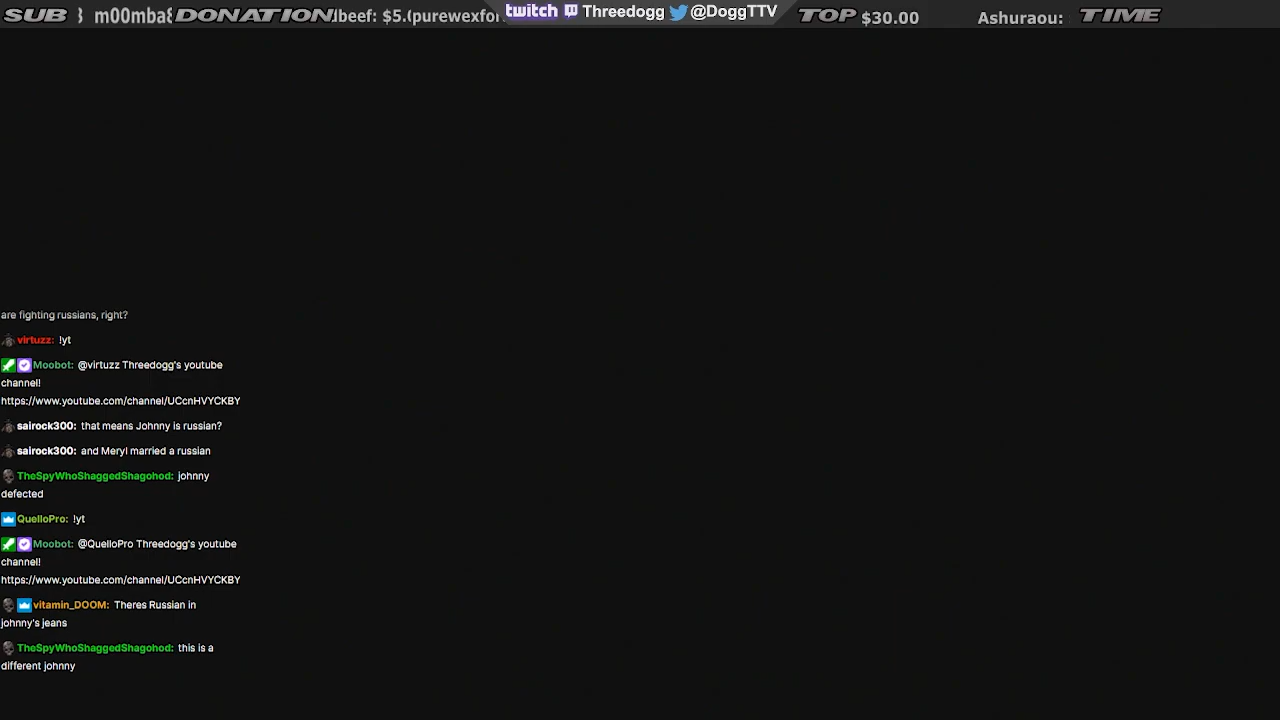 SUB m00mba DONATION lbeef: $5.(purewexfor twitch Threedogg @DoggTTV TOP $30.00 Ashuraou: TIME
are fighting russians, right?
virtuzz: !yt
Moobot: @virtuzz Threedogg's youtube
channel!
https://www.youtube.com/channel/UCcnHVYCKBY
sairock300: that means Johnny is russian?
sairock300: and Meryl married a russian
TheSpyWhoShaggedShagohod: johnny
defected
QuelloPro: !yt
Moobot: @QuelloPro Threedogg's youtube
channel!
https://www.youtube.com/channel/UCcnHVYCKBY
vitamin_DOOM: Theres Russian in
johnny's jeans
TheSpyWhoShaggedShagohod: this is a
different johnny